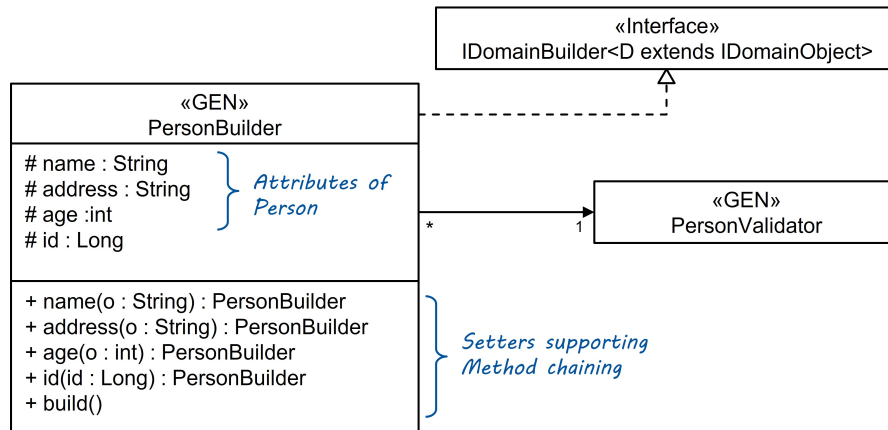 «Interface»
IDomainBuilder<D extends IDomainObject>
«GEN»
PersonBuilder
# name : String
# address : String
# age :int
# id : Long
Attributes of
Person
«GEN»
PersonValidator
*
1
+ name(o : String) : PersonBuilder
+ address(o : String) : PersonBuilder
+ age(o : int) : PersonBuilder
+ id(id : Long) : PersonBuilder
+ build()
Setters supporting
Method chaining